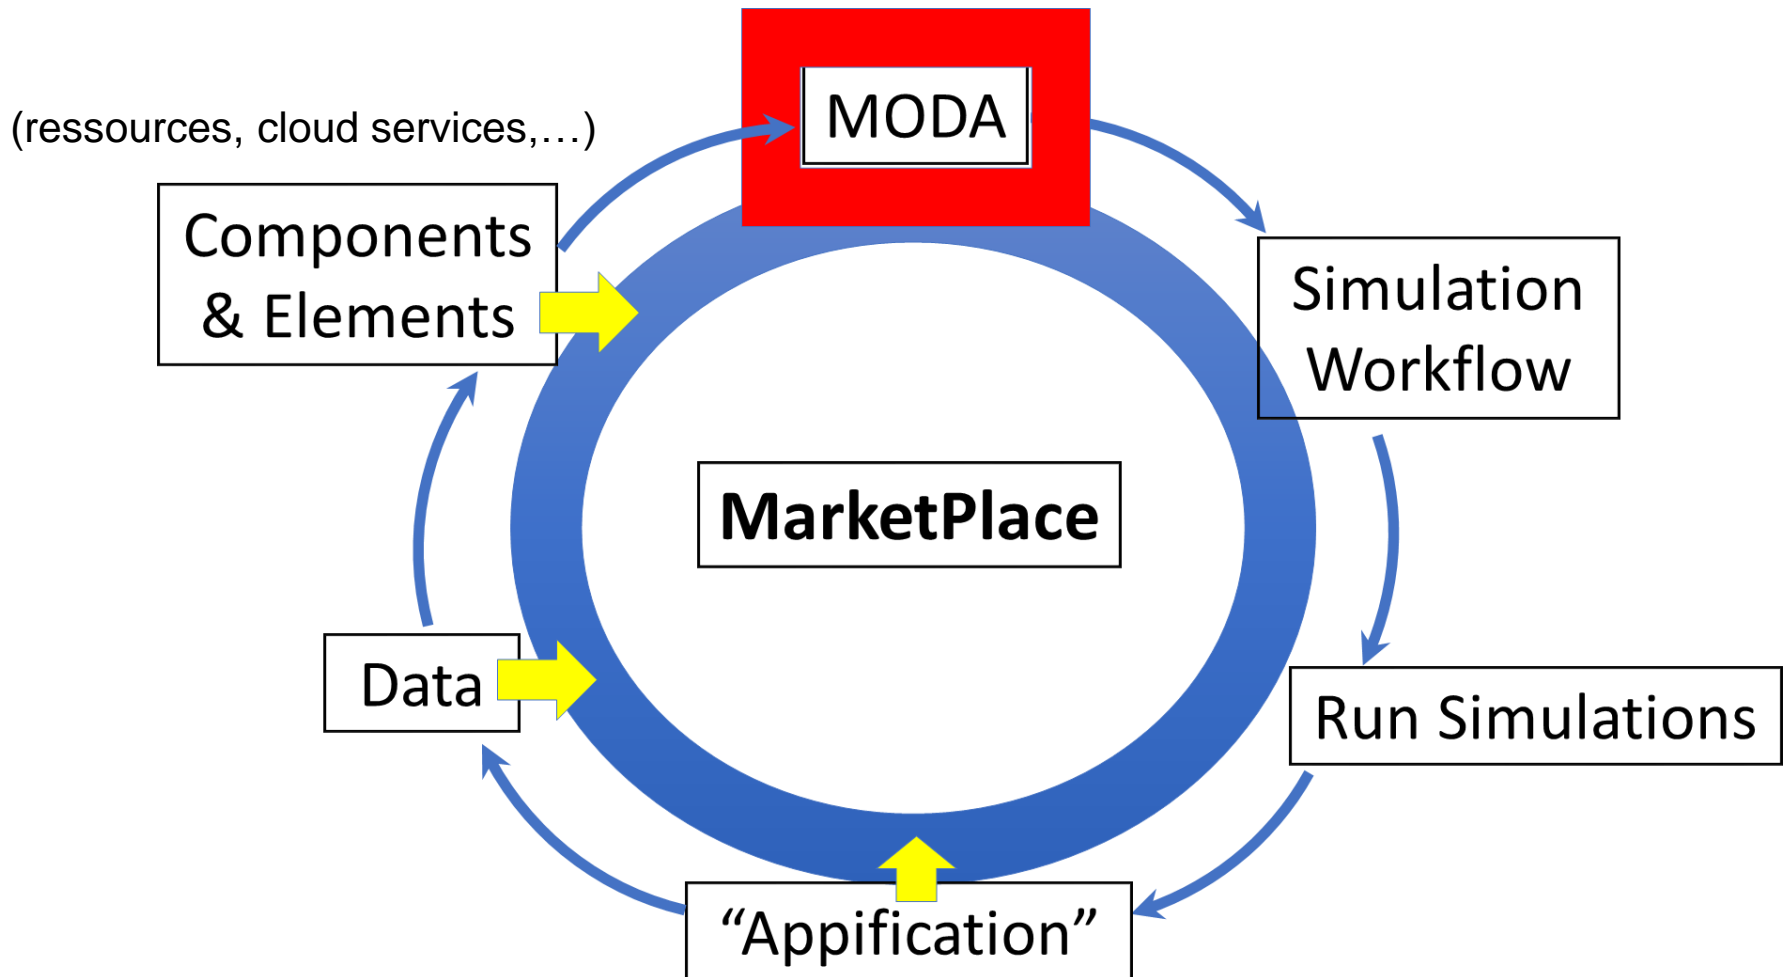 MODA
(ressources, cloud services,…)
Components
& Elements
Simulation
Workflow
MarketPlace
Data
Run Simulations
“Appification”